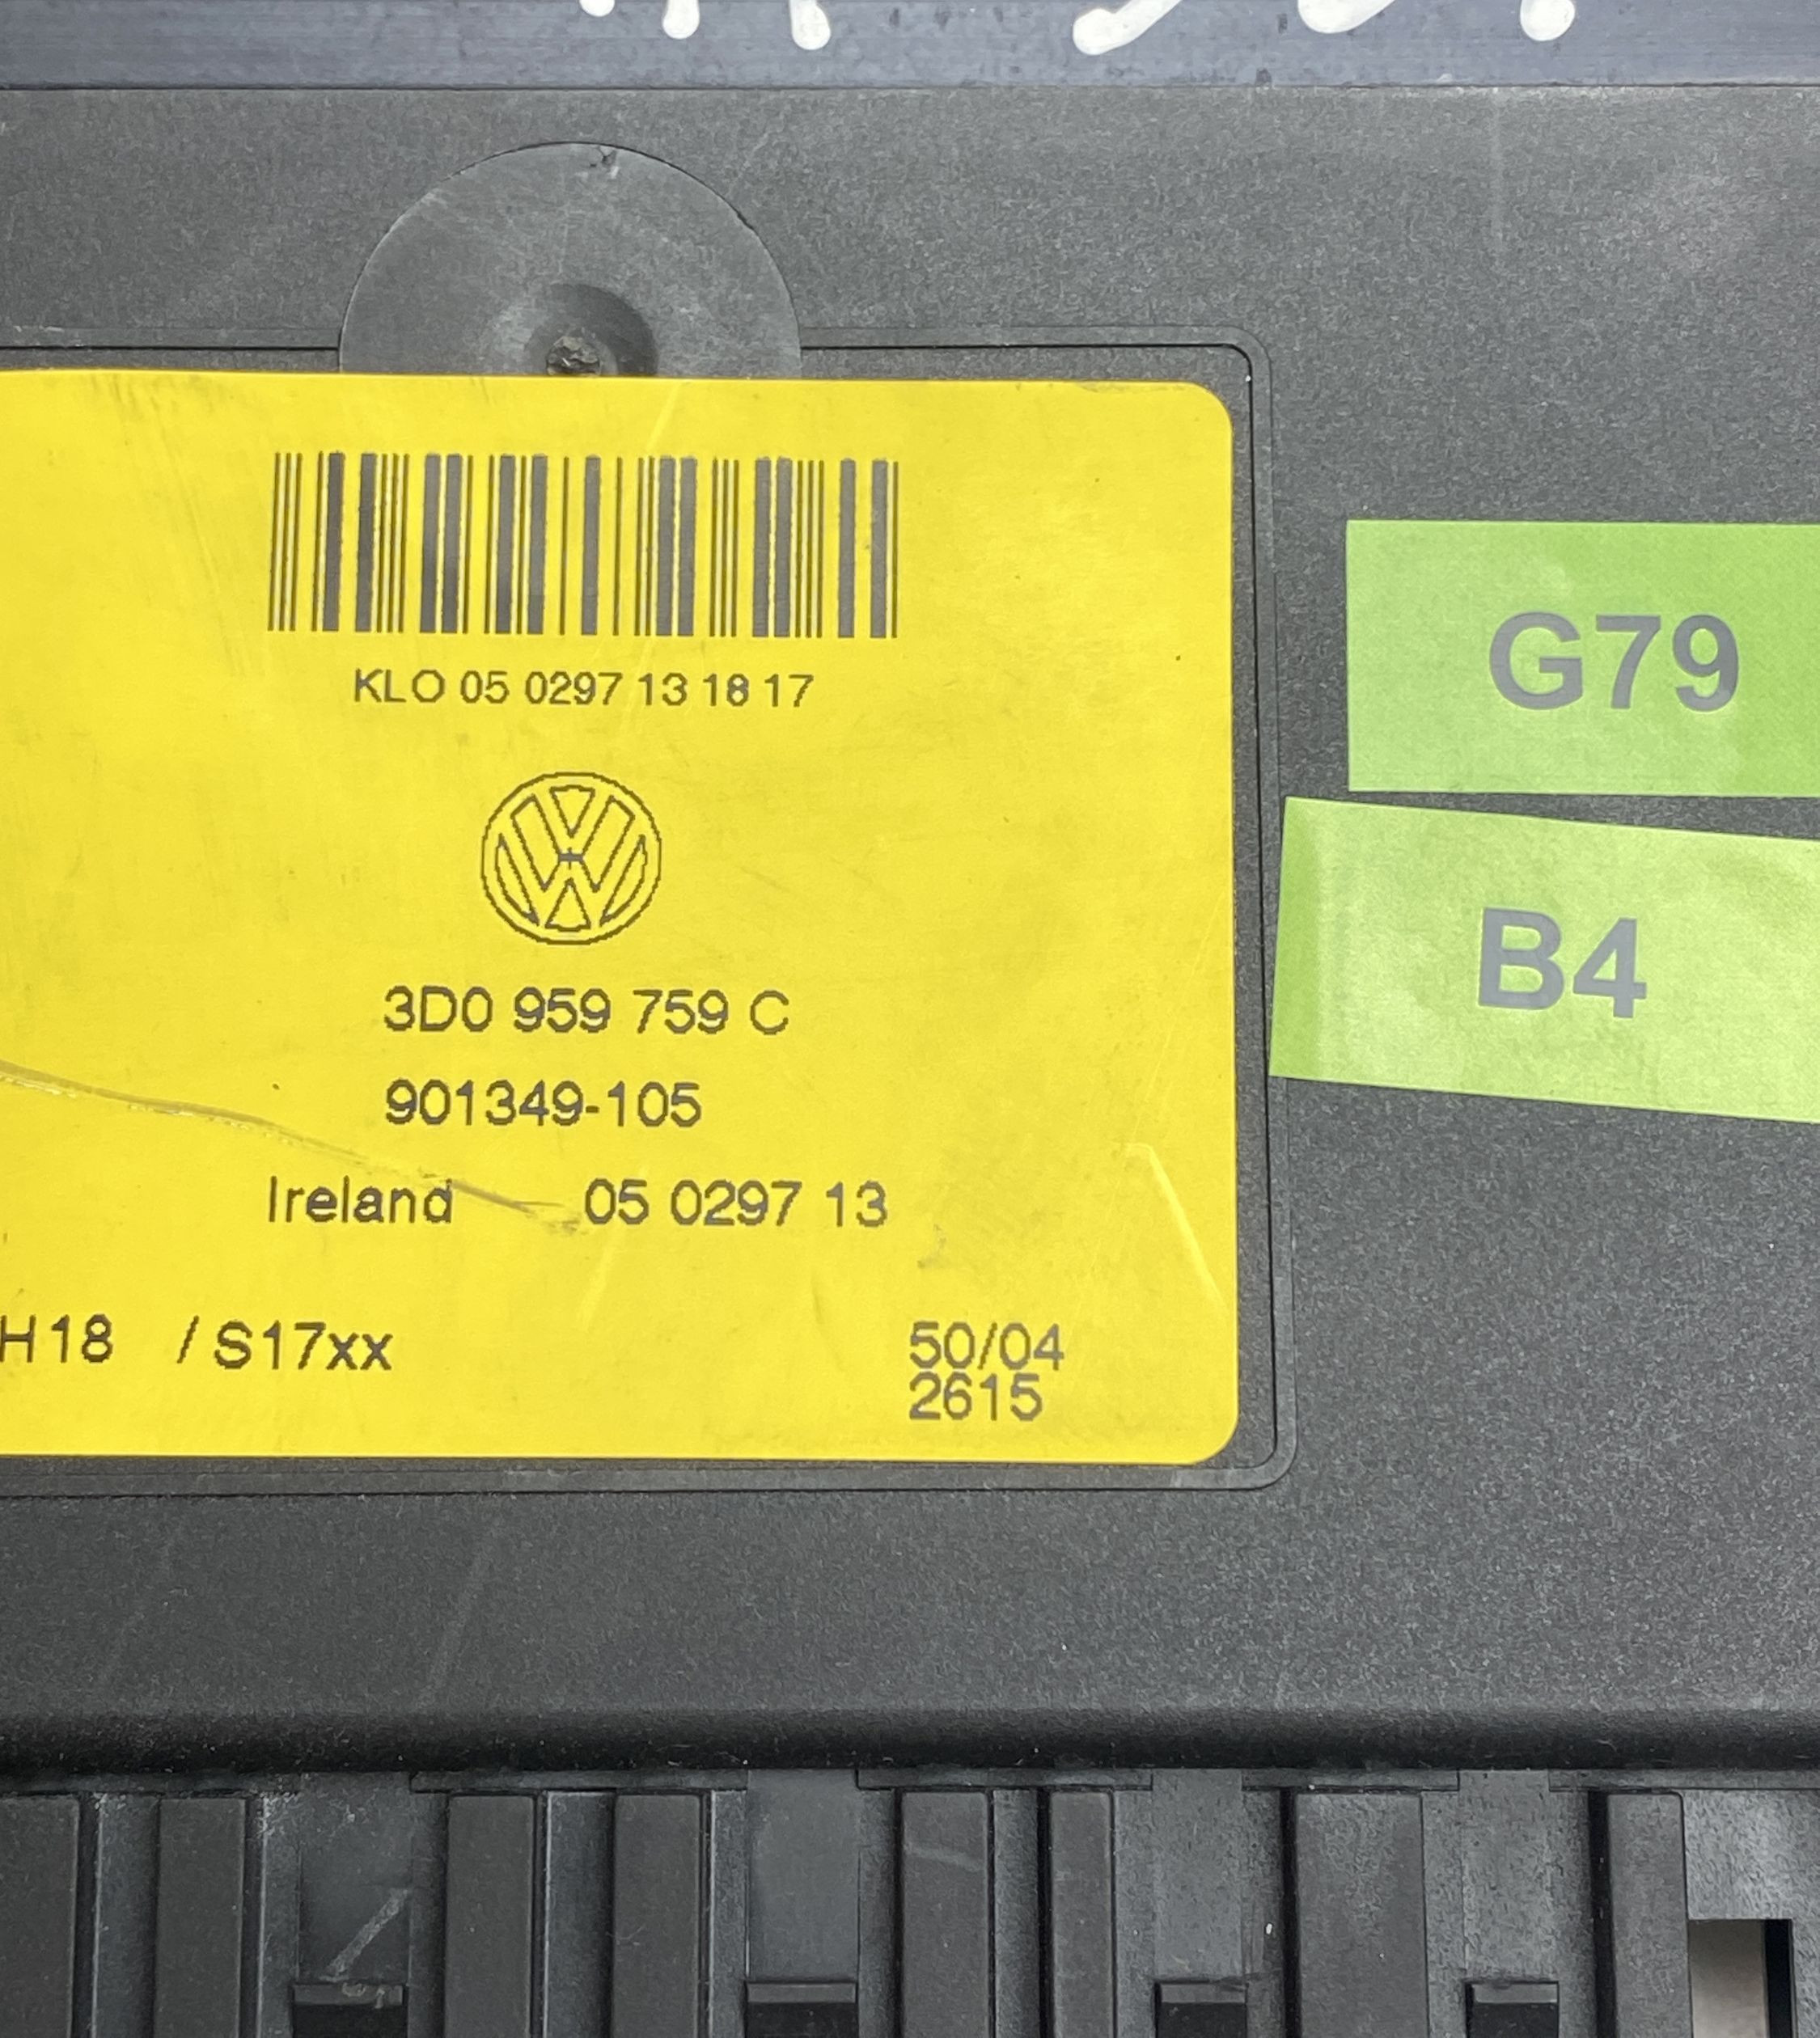 KLO 05 0297 13 18 17
3D0 959 759 C
901349-105
Ireland 05 0297 13
H18 / S17xx
50/04
2615
G79
B4